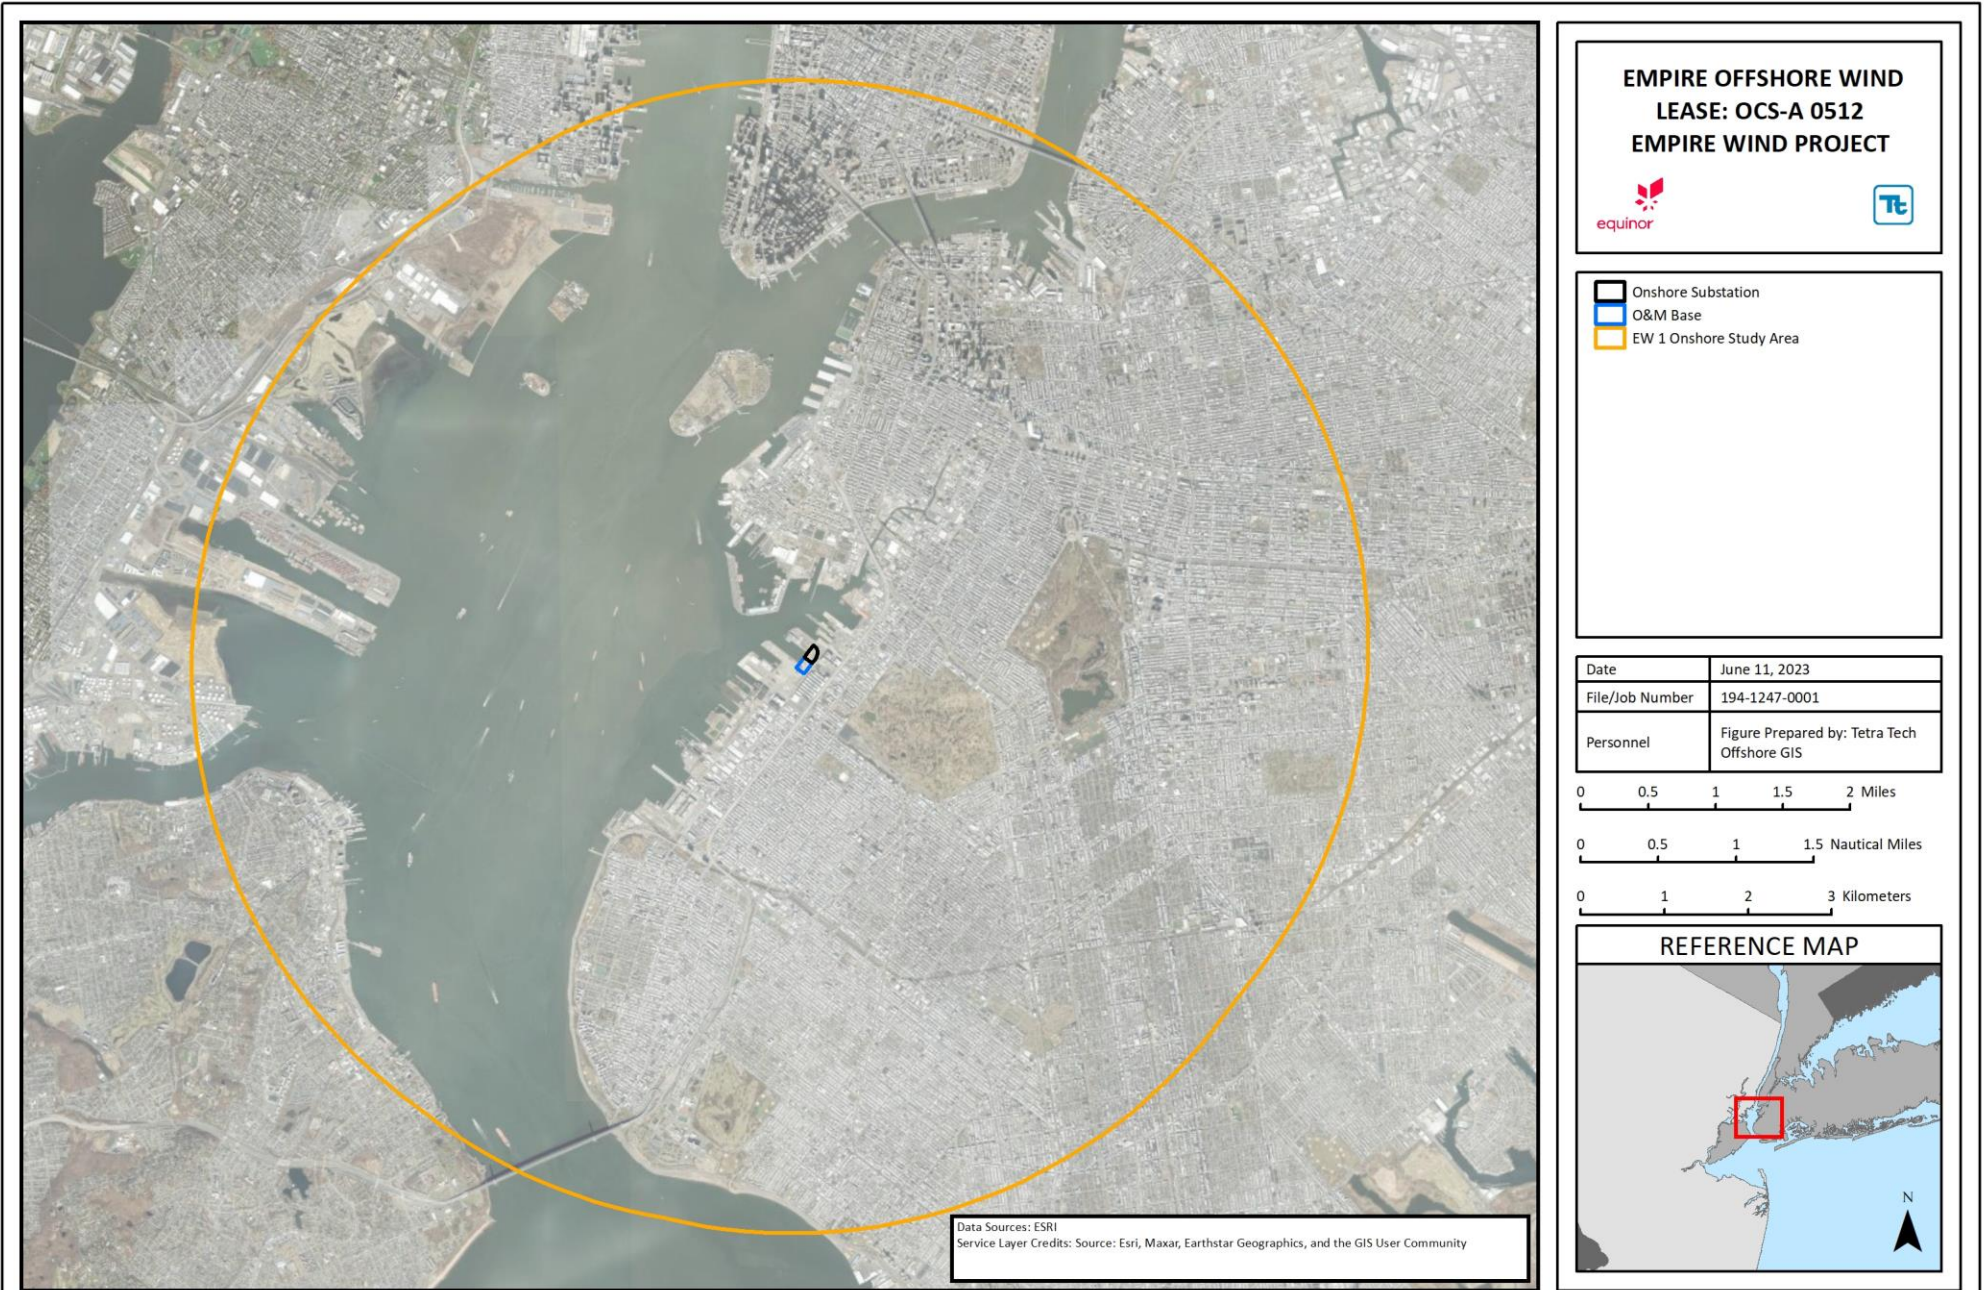 EMPIRE OFFSHORE WIND
LEASE: OCS-A 0512
EMPIRE WIND PROJECT
equinor
Tt
Onshore Substation
O&M Base
EW 1 Onshore Study Area
Date June 11, 2023
File/Job Number 194-1247-0001
Personnel Figure Prepared by: Tetra Tech
Offshore GIS
0 0.5 1 1.5 2 Miles
0 0.5 1 1.5 Nautical Miles
0 1 2 3 Kilometers
REFERENCE MAP
N
Data Sources: ESRI
Service Layer Credits: Source: Esri, Maxar, Earthstar Geographics, and the GIS User Community